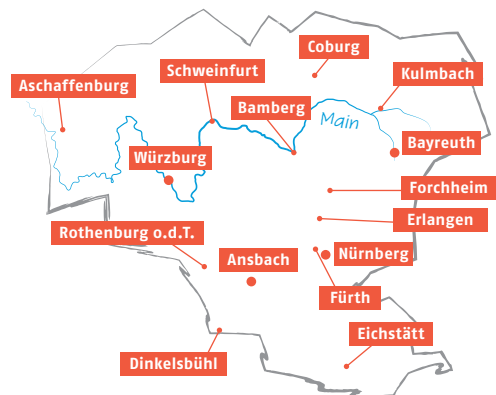 Coburg
Schweinfurt
Kulmbach
Aschaffenburg
Bamberg
Main
Bayreuth
Würzburg
Forchheim
Erlangen
Rothenburg o.d.T.
Ansbach
Nürnberg
Fürth
Eichstätt
Dinkelsbühl